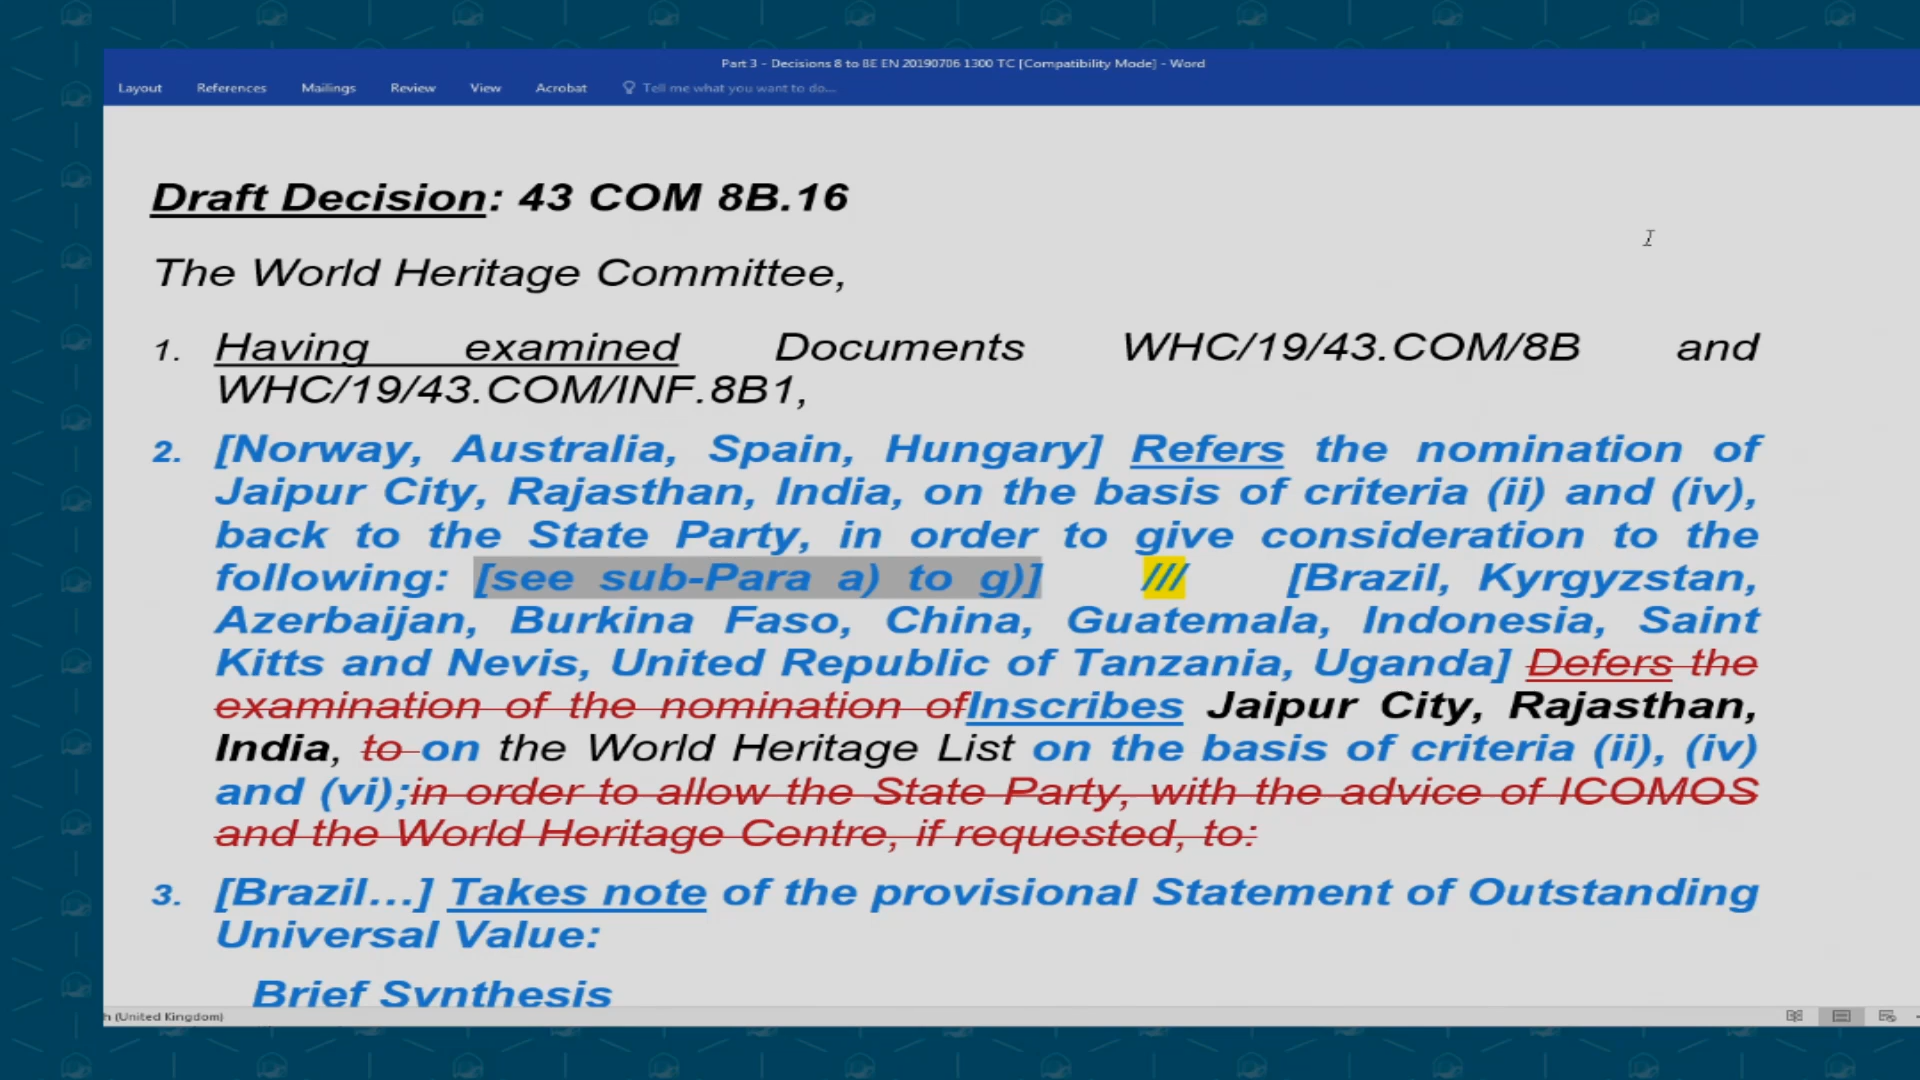 Part 3 - Decisions 8 to 8E EN 20190706 1300 TC [Compatibility Mode] - Word
Layout References Mailings Review View Acrobat Tell me what you want to do...
Draft Decision: 43 COM 8B.16
The World Heritage Committee,
1. Having examined Documents WHC/19/43.COM/8B and
WHC/19/43.COM/INF.8B1,
2. [Norway, Australia, Spain, Hungary] Refers the nomination of
Jaipur City, Rajasthan, India, on the basis of criteria (ii) and (iv),
back to the State Party, in order to give consideration to the
following: [see sub-Para a) to g)] /// [Brazil, Kyrgyzstan,
Azerbaijan, Burkina Faso, China, Guatemala, Indonesia, Saint
Kitts and Nevis, United Republic of Tanzania, Uganda] Defers the
examination of the nomination ofInscribes Jaipur City, Rajasthan,
India, to on the World Heritage List on the basis of criteria (ii), (iv)
and (vi);in order to allow the State Party, with the advice of ICOMOS
and the World Heritage Centre, if requested, to:
3. [Brazil...] Takes note of the provisional Statement of Outstanding
Universal Value:
Brief Synthesis
h (United Kingdom)